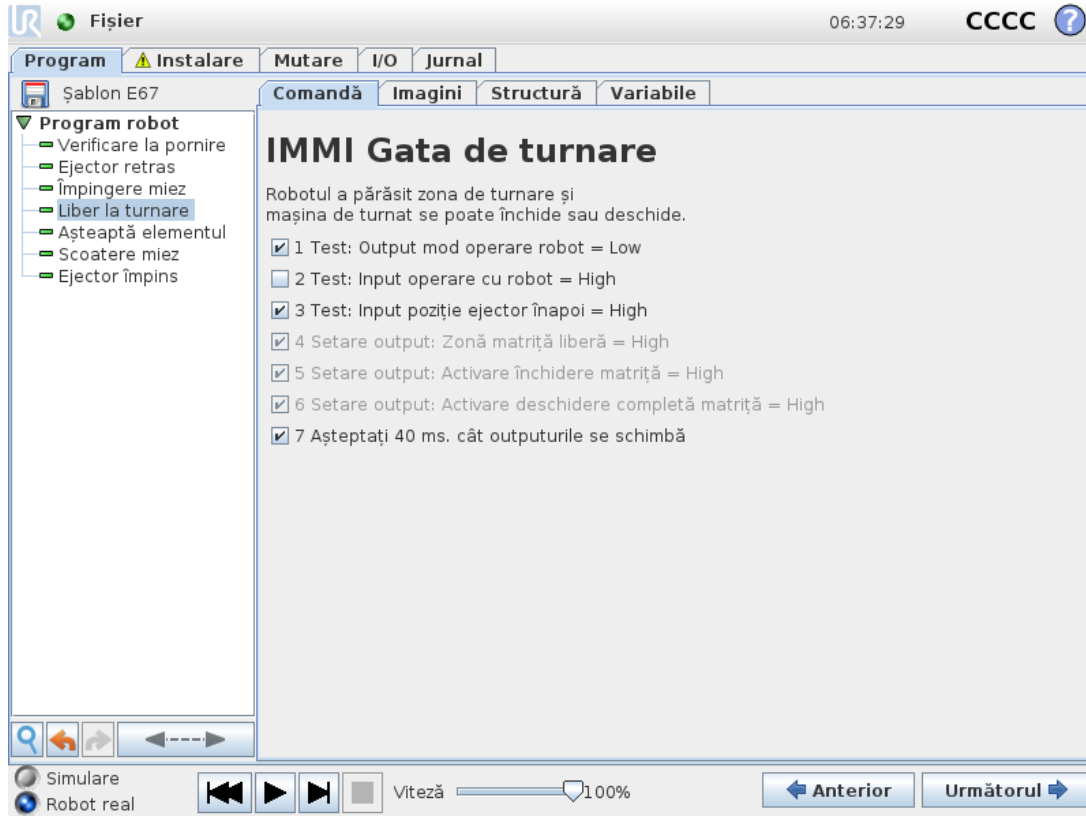 UR Fișier 06:37:29 CCCC ?
Program Instalare Mutare I/O Jurnal
Șablon E67 Comandă Imagini Structură Variabile
Program robot
Verificare la pornire
Ejector retras
Împingere miez
Liber la turnare
Așteaptă elementul
Scoatere miez
Ejector împins
IMMI Gata de turnare
Robotul a părăsit zona de turnare și
mașina de turnat se poate închide sau deschide.
1 Test: Output mod operare robot = Low
2 Test: Input operare cu robot = High
3 Test: Input poziție ejector înapoi = High
4 Setare output: Zonă matriță liberă = High
5 Setare output: Activare închidere matriță = High
6 Setare output: Activare deschidere completă matriță = High
7 Așteptați 40 ms. cât outputurile se schimbă
Simulare
Robot real
Viteză 100% Anterior Următorul